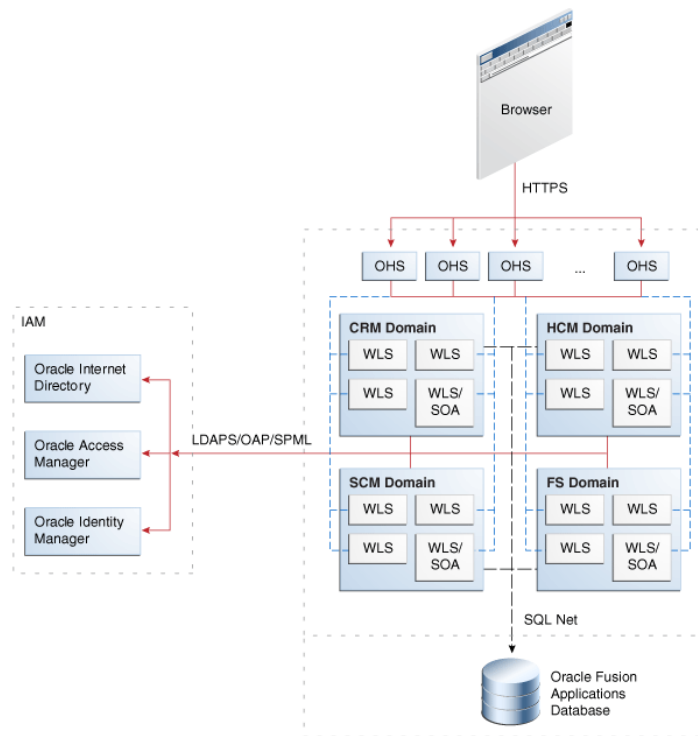 Browser
HTTPS
OHS OHS OHS ... OHS
IAM
Oracle Internet
Directory
Oracle Access
Manager
Oracle Identity
Manager
LDAPS/OAP/SPML
CRM Domain
WLS WLS
WLS WLS/
SOA
HCM Domain
WLS WLS
WLS WLS/
SOA
SCM Domain
WLS WLS
WLS WLS/
SOA
FS Domain
WLS WLS
WLS WLS/
SOA
SQL Net
Oracle Fusion
Applications
Database